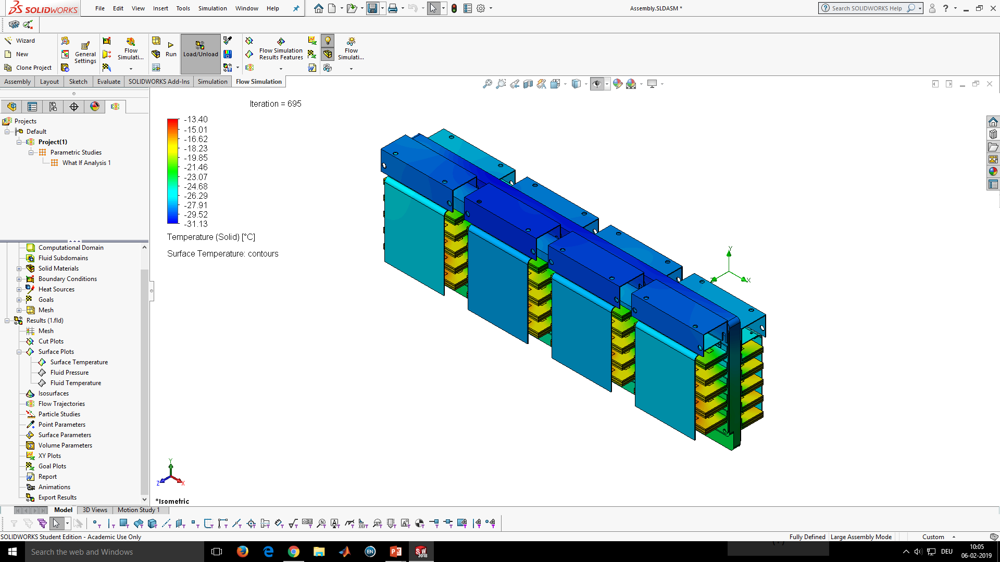 SOLIDWORKS
File Edit View Insert Tools Simulation Window Help
Assembly.SLDASM *
Search SOLIDWORKS Help
Wizard
New
Clone Project
General Settings
Flow Simulati...
Run
Load/Unload
Flow Simulation Results Features
Flow Simulati...
Assembly Layout Sketch Evaluate SOLIDWORKS Add-Ins Simulation Flow Simulation
Projects
Default
Project(1)
Parametric Studies
What If Analysis 1
Computational Domain
Fluid Subdomains
Solid Materials
Boundary Conditions
Heat Sources
Goals
Mesh
Results (1.fld)
Mesh
Cut Plots
Surface Plots
Surface Temperature
Fluid Pressure
Fluid Temperature
Isosurfaces
Flow Trajectories
Particle Studies
Point Parameters
Surface Parameters
Volume Parameters
XY Plots
Goal Plots
Report
Animations
Export Results
Iteration = 695
-13.40
-15.01
-16.62
-18.23
-19.85
-21.46
-23.07
-24.68
-26.29
-27.91
-29.52
-31.13
Temperature (Solid) [°C]
Surface Temperature: contours
Y
X
Y
Z
X
*Isometric
Model 3D Views Motion Study 1
SOLIDWORKS Student Edition - Academic Use Only
Fully Defined Large Assembly Mode Custom
Search the web and Windows
EN
SW
2018
DEU
10:05
06-02-2019